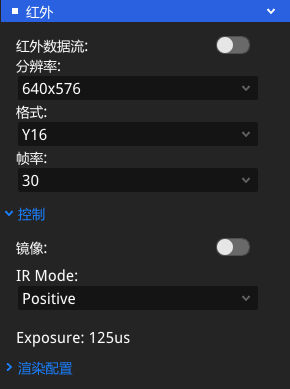 红外
红外数据流:
分辨率:
640x576
格式:
Y16
帧率:
30
控制
镜像:
IR Mode:
Positive
Exposure: 125us
渲染配置